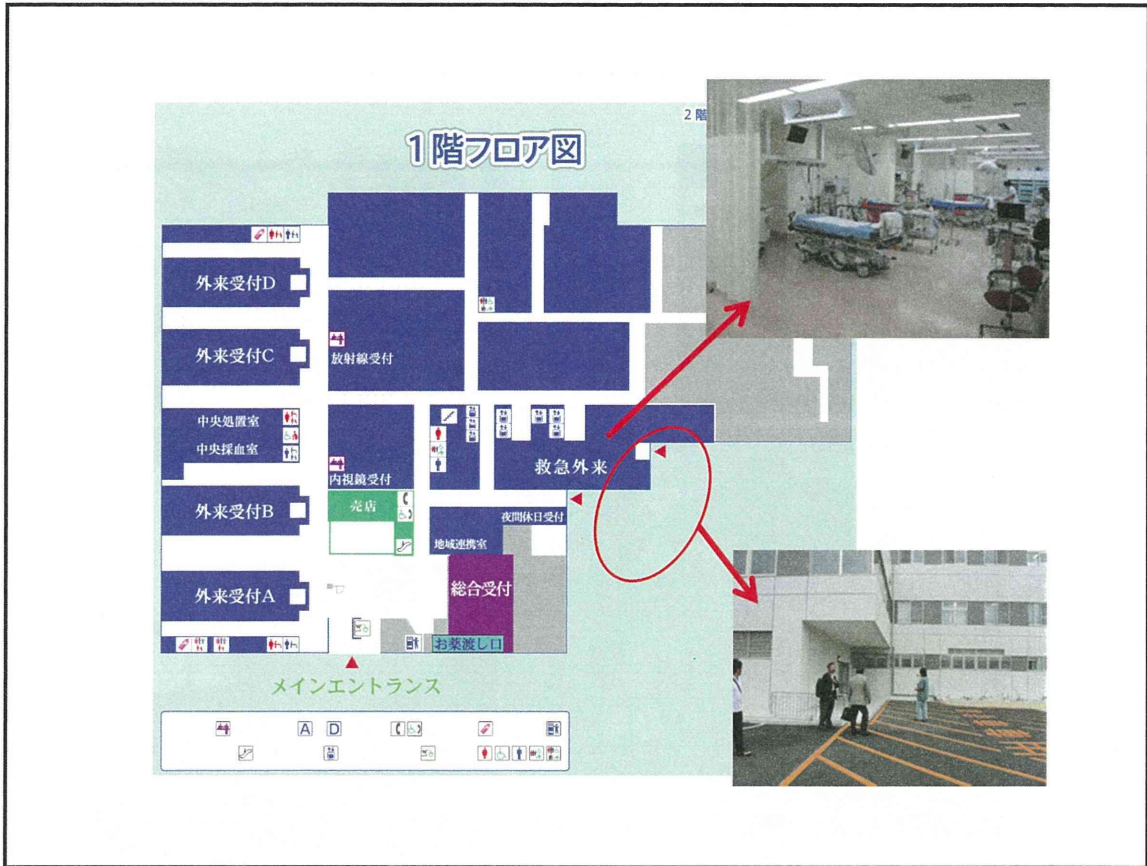 2階
1階フロア図
外来受付D
外来受付C
放射線受付
中央処置室
中央採血室
内視鏡受付
救急外来
売店
外来受付B
夜間休日受付
地域連携室
総合受付
外来受付A
お薬渡し口
メインエントランス
A D